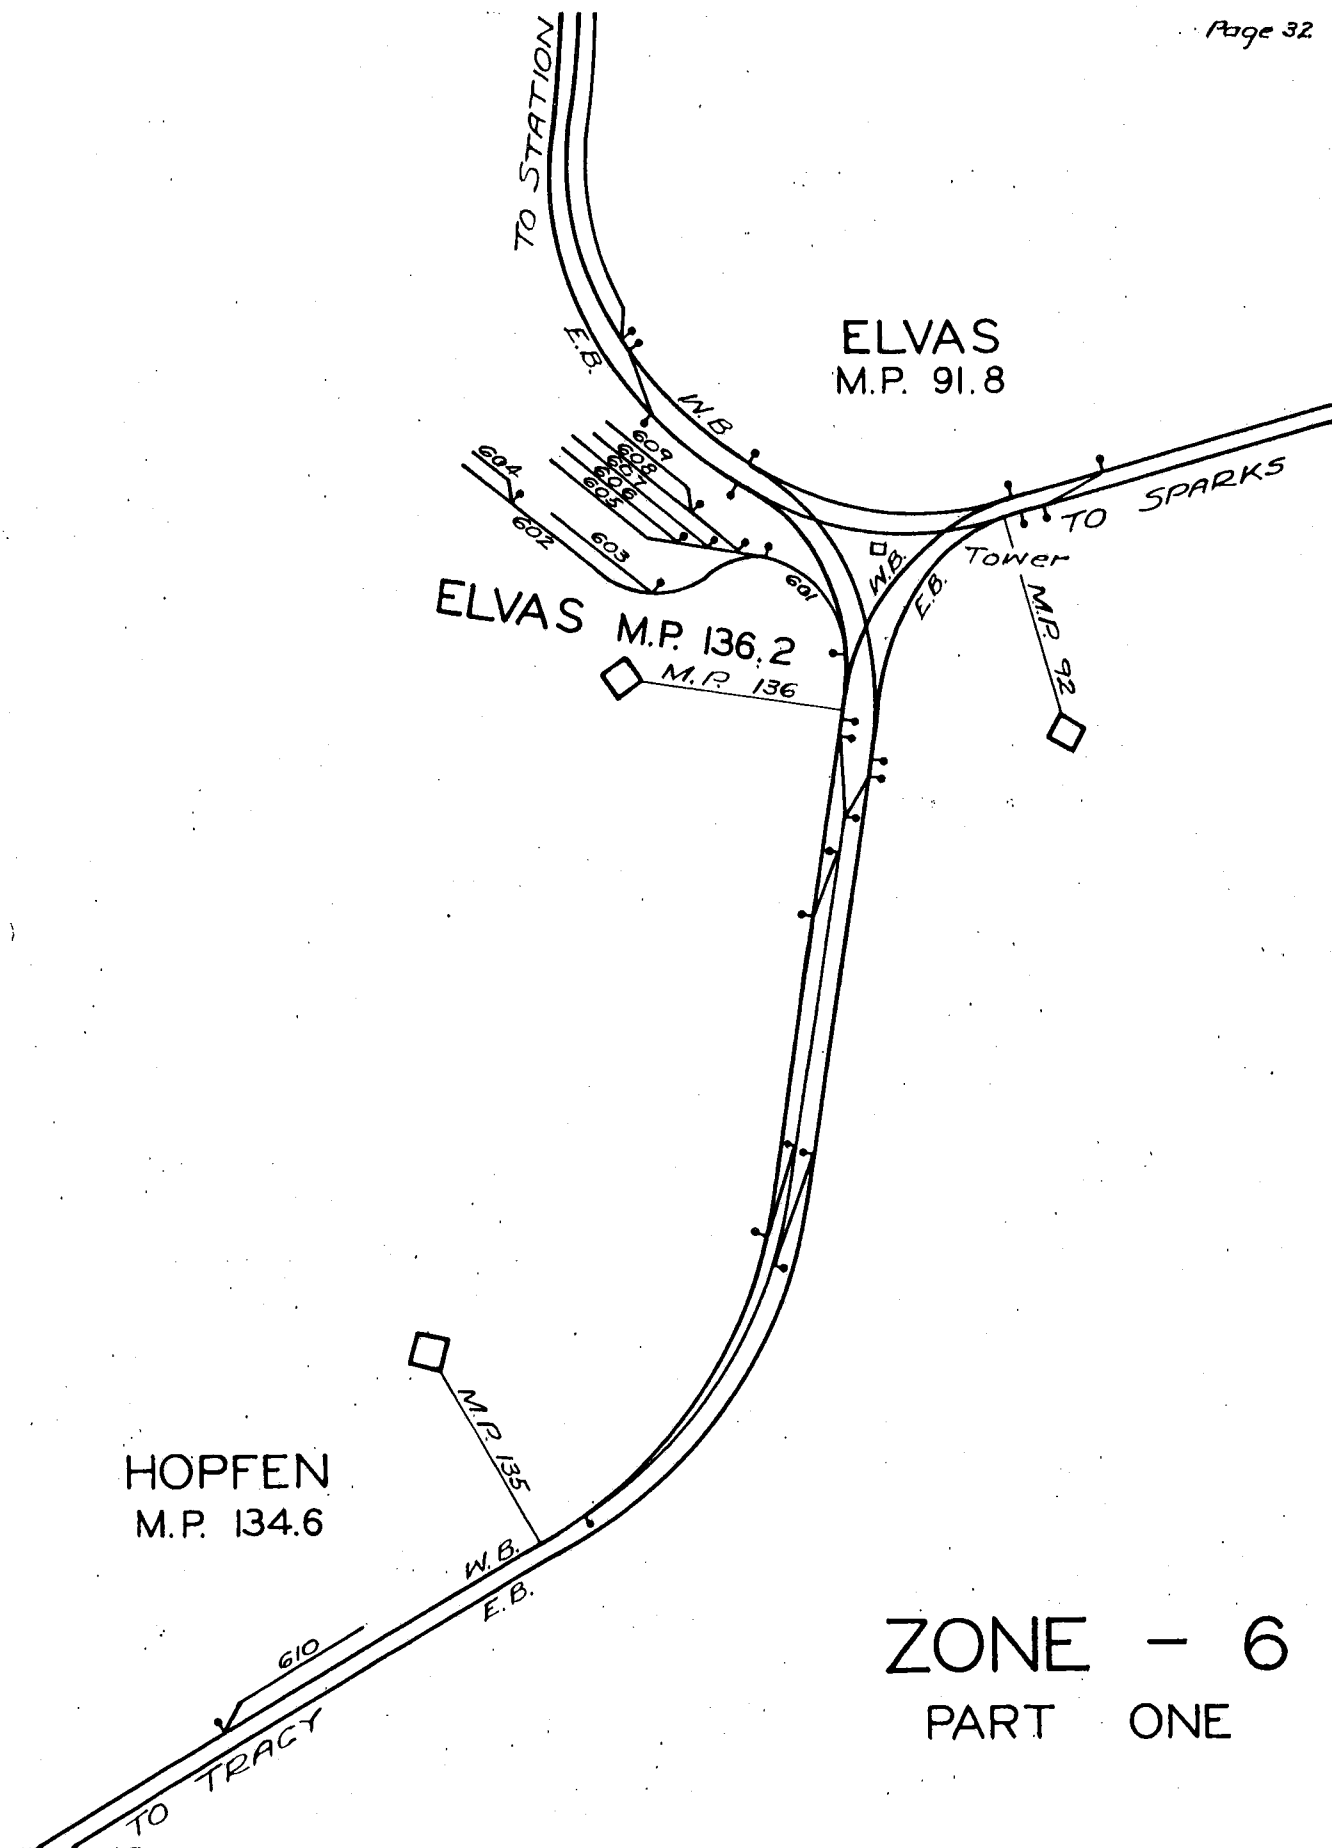 Page 32
TO STATION
E.B.
W.B
ELVAS
M.P. 91.8
TO SPARKS
609
608
607
606
605
604
602
603
601
Tower
W.B.
E.B.
M.P. 92
ELVAS M.P. 136.2
M.P. 136
M.P. 135
HOPFEN
M.P. 134.6
W.B.
E.B.
610
TO TRACY
ZONE - 6
PART ONE